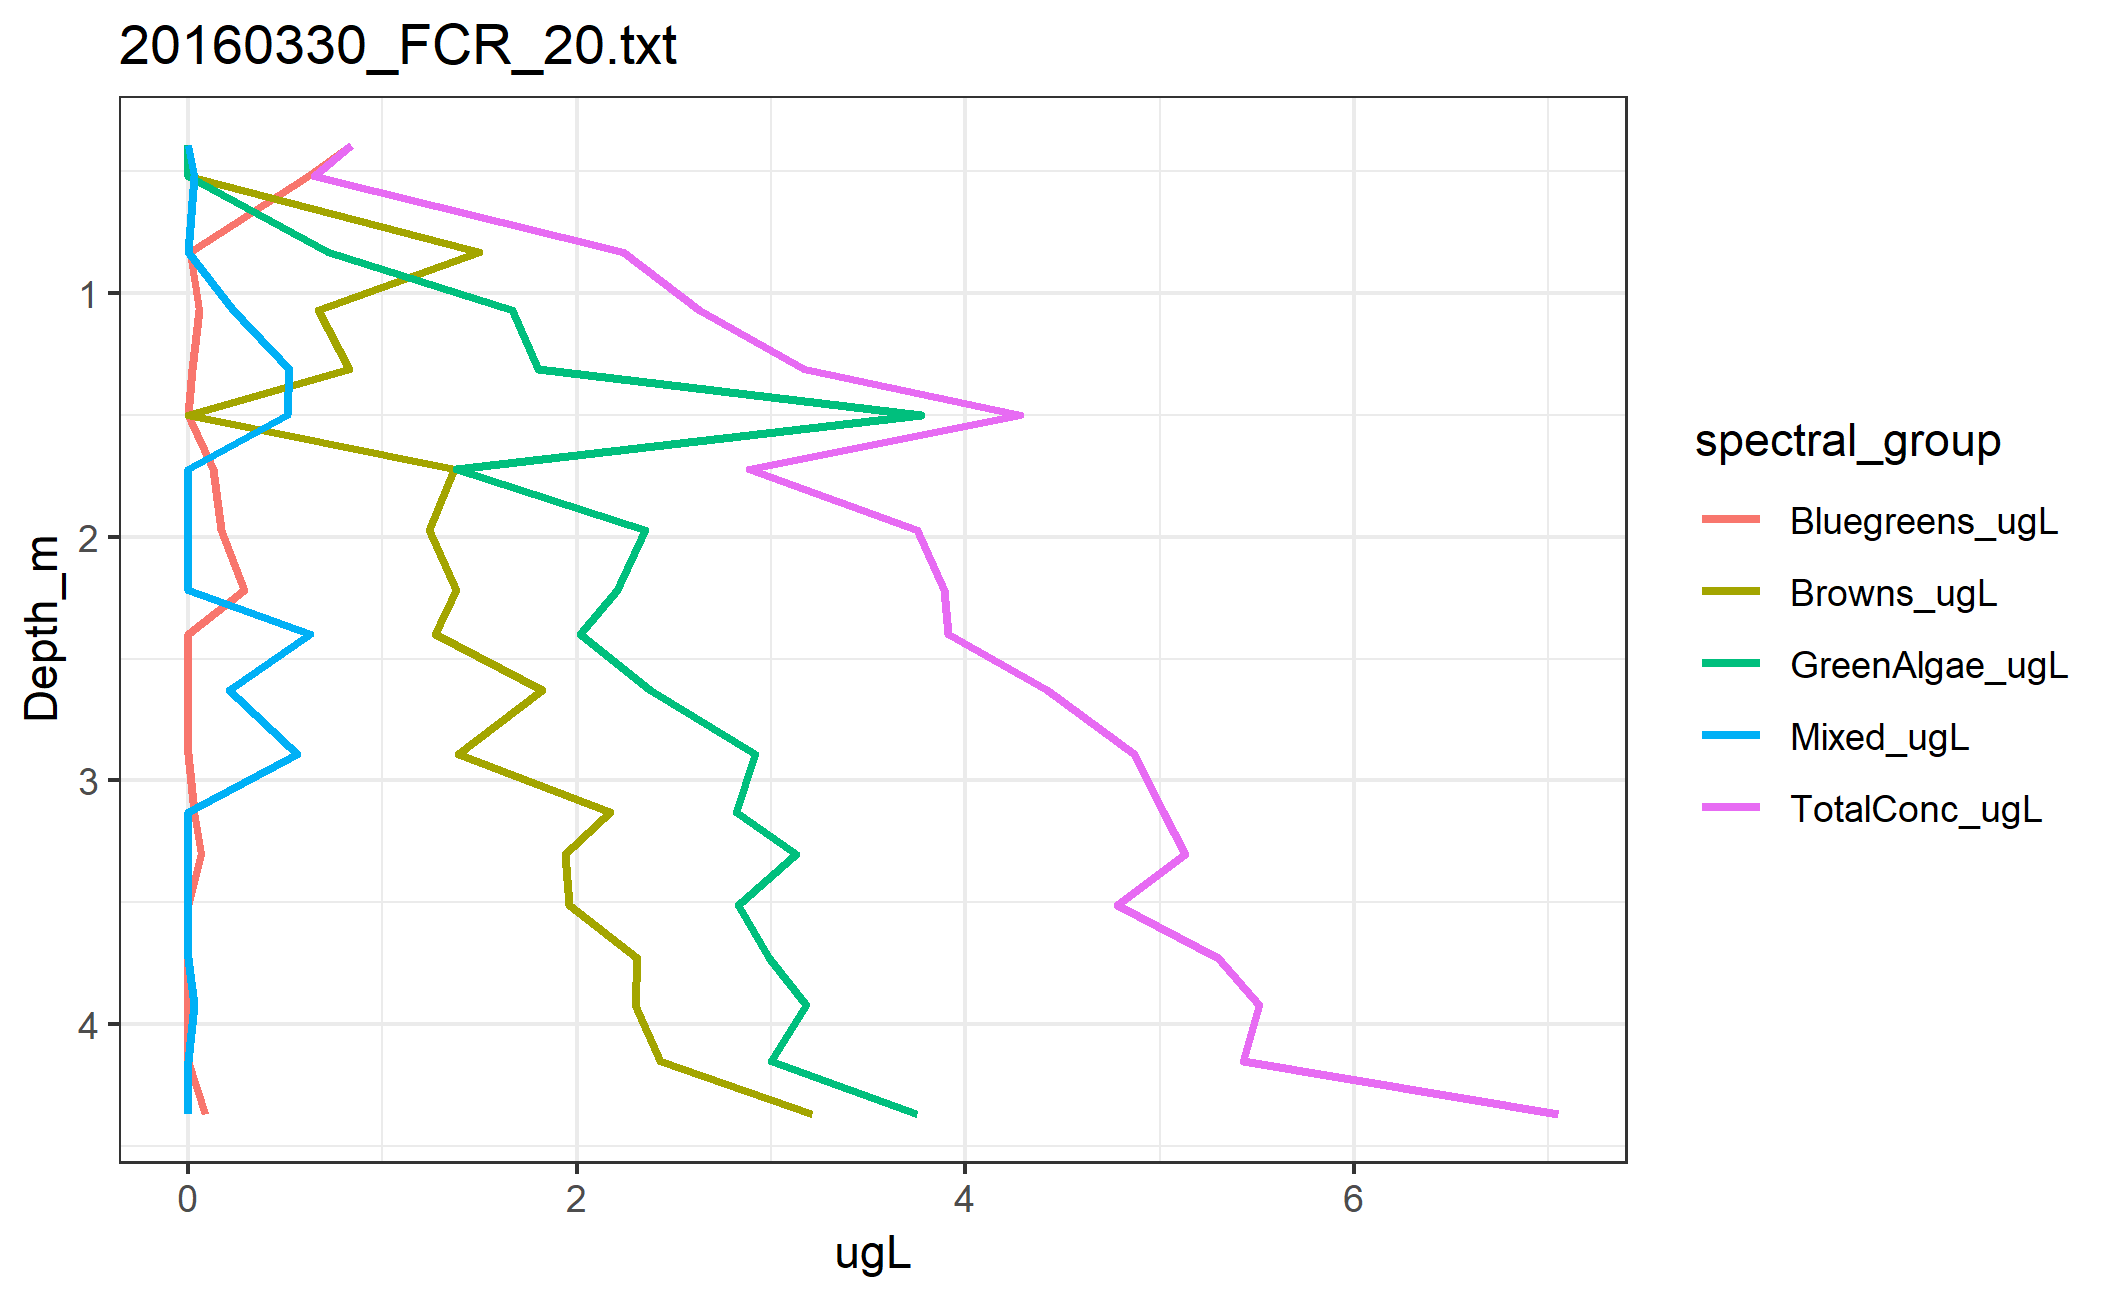 20160330_FCR_20.txt
Depth_m
1
2
3
4
0 2 4 6
ugL
spectral_group
Bluegreens_ugL
Browns_ugL
GreenAlgae_ugL
Mixed_ugL
TotalConc_ugL